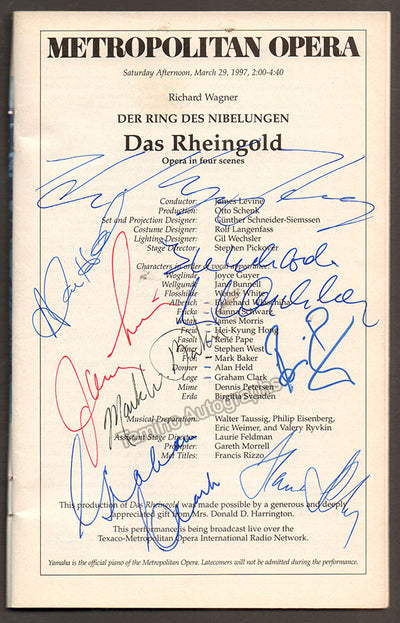 METROPOLITAN OPERA
Saturday Afternoon, March 29, 1997, 2:00-4:40
Richard Wagner
DER RING DES NIBELUNGEN
Das Rheingold
Opera in four scenes
Conductor: James Levine
Production: Otto Schenk
Set and Projection Designer: Günther Schneider-Siemssen
Costume Designer: Rolf Langenfass
Lighting Designer: Gil Wechsler
Stage Director: Stephen Pickover
Characters in order of vocal appearance:
Woglinde Joyce Guyer
Wellgunde Jane Bunnell
Flosshilde Wendy White
Alberich Ekkehard Wlaschiha
Fricka Hanna Schwarz
Wotan James Morris
Freia Hei-Kyung Hong
Fasolt René Pape
Fafner Stephen West
Froh Mark Baker
Donner Alan Held
Loge Graham Clark
Mime Dennis Petersen
Erda Birgitta Svendén
Musical Preparation: Walter Taussig, Philip Eisenberg,
Eric Weimer, and Valery Ryvkin
Assistant Stage Director: Laurie Feldman
Prompter: Gareth Morrell
Met Titles: Francis Rizzo
This production of Das Rheingold was made possible by a generous and deeply
appreciated gift from Mrs. Donald D. Harrington.
This performance is being broadcast live over the
Texaco-Metropolitan Opera International Radio Network.
Yamaha is the official piano of the Metropolitan Opera. Latecomers will not be admitted during the performance.
Tamino Autographs
Ekkehard
Wlaschiha
Mark W. Baker
Graham
Clark